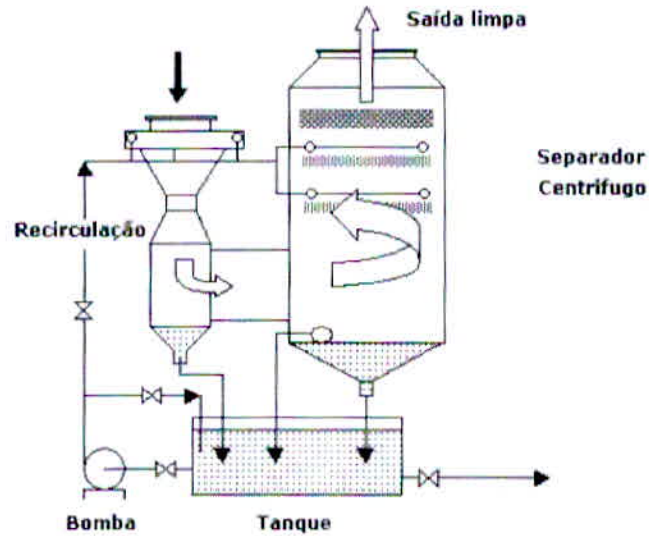 Saída limpa
Separador
Centrifugo
Recirculação
Bomba
Tanque